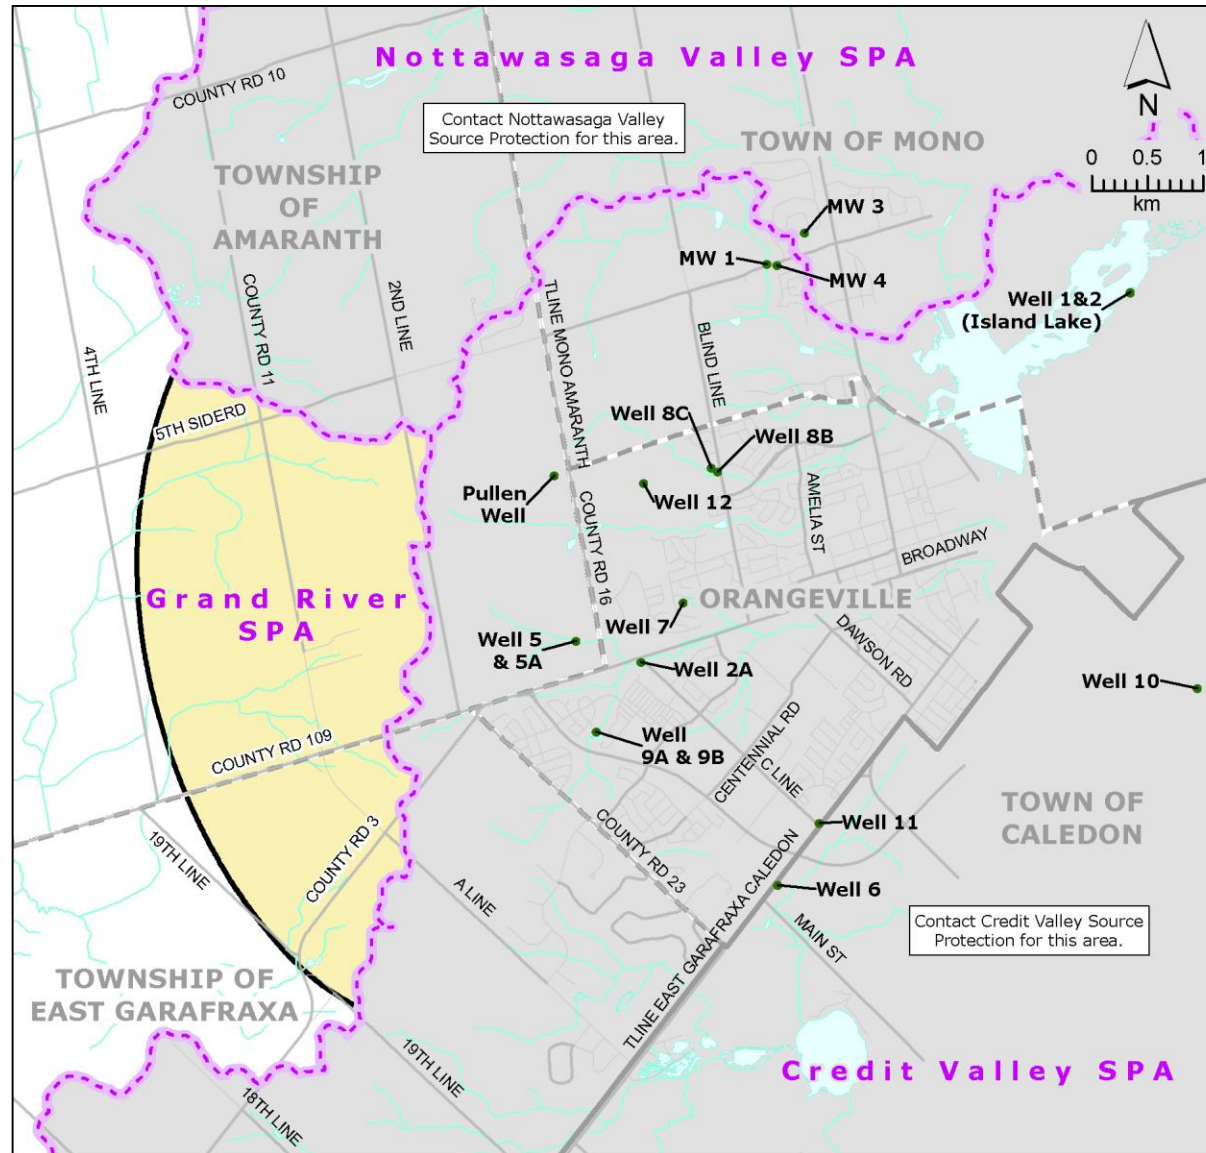 Nottawasaga Valley SPA
COUNTY RD 10
Contact Nottawasaga Valley
Source Protection for this area.
TOWN OF MONO
N
0 0.5 1
km
TOWNSHIP
OF
AMARANTH
MW 3
MW 1
MW 4
Well 1&2
(Island Lake)
COUNTY RD 11
2ND LINE
TLINE MONO AMARANTH
BLIND LINE
4TH LINE
5TH SIDERD
Well 8C
Well 8B
Pullen
Well
Well 12
COUNTY RD 16
AMELIA ST
BROADWAY
Grand River
SPA
ORANGEVILLE
Well 7
Well 5
& 5A
Well 2A
DAWSON RD
Well 10
COUNTY RD 109
Well
9A & 9B
CENTENNIAL RD
C LINE
TOWN OF
CALEDON
19TH LINE
COUNTY RD 3
COUNTY RD 23
Well 11
A LINE
Well 6
TLINE EAST GARAFRAXA CALEDON
MAIN ST
Contact Credit Valley Source
Protection for this area.
TOWNSHIP OF
EAST GARAFRAXA
19TH LINE
18TH LINE
Credit Valley SPA